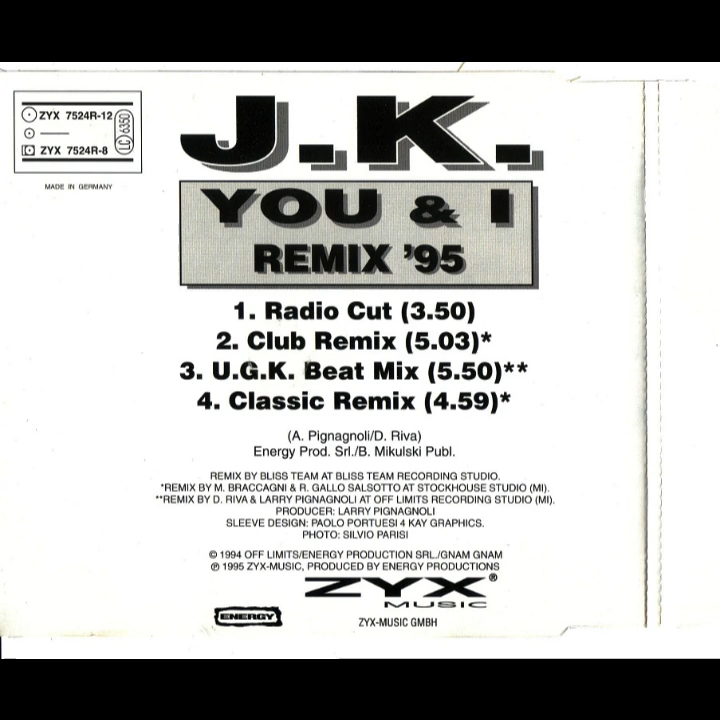 ZYX 7524R-12
ZYX 7524R-8
LC 6350
MADE IN GERMANY
J.K.
YOU & I
REMIX '95
1. Radio Cut (3.50)
2. Club Remix (5.03)*
3. U.G.K. Beat Mix (5.50)**
4. Classic Remix (4.59)*
(A. Pignagnoli/D. Riva)
Energy Prod. Srl./B. Mikulski Publ.
REMIX BY BLISS TEAM AT BLISS TEAM RECORDING STUDIO.
*REMIX BY M. BRACCAGNI & R. GALLO SALSOTTO AT STOCKHOUSE STUDIO (MI).
**REMIX BY D. RIVA & LARRY PIGNAGNOLI AT OFF LIMITS RECORDING STUDIO (MI).
PRODUCER: LARRY PIGNAGNOLI
SLEEVE DESIGN: PAOLO PORTUESI 4 KAY GRAPHICS.
PHOTO: SILVIO PARISI
© 1994 OFF LIMITS/ENERGY PRODUCTION SRL./GNAM GNAM
℗ 1995 ZYX-MUSIC, PRODUCED BY ENERGY PRODUCTIONS
ZYX®
MUSIC
ENERGY
ZYX-MUSIC GMBH